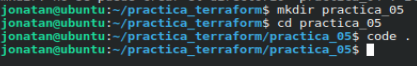 jonatan@ubuntu:~/practica_terraform$ mkdir practica_05
jonatan@ubuntu:~/practica_terraform$ cd practica_05
jonatan@ubuntu:~/practica_terraform/practica_05$ code .
jonatan@ubuntu:~/practica_terraform/practica_05$